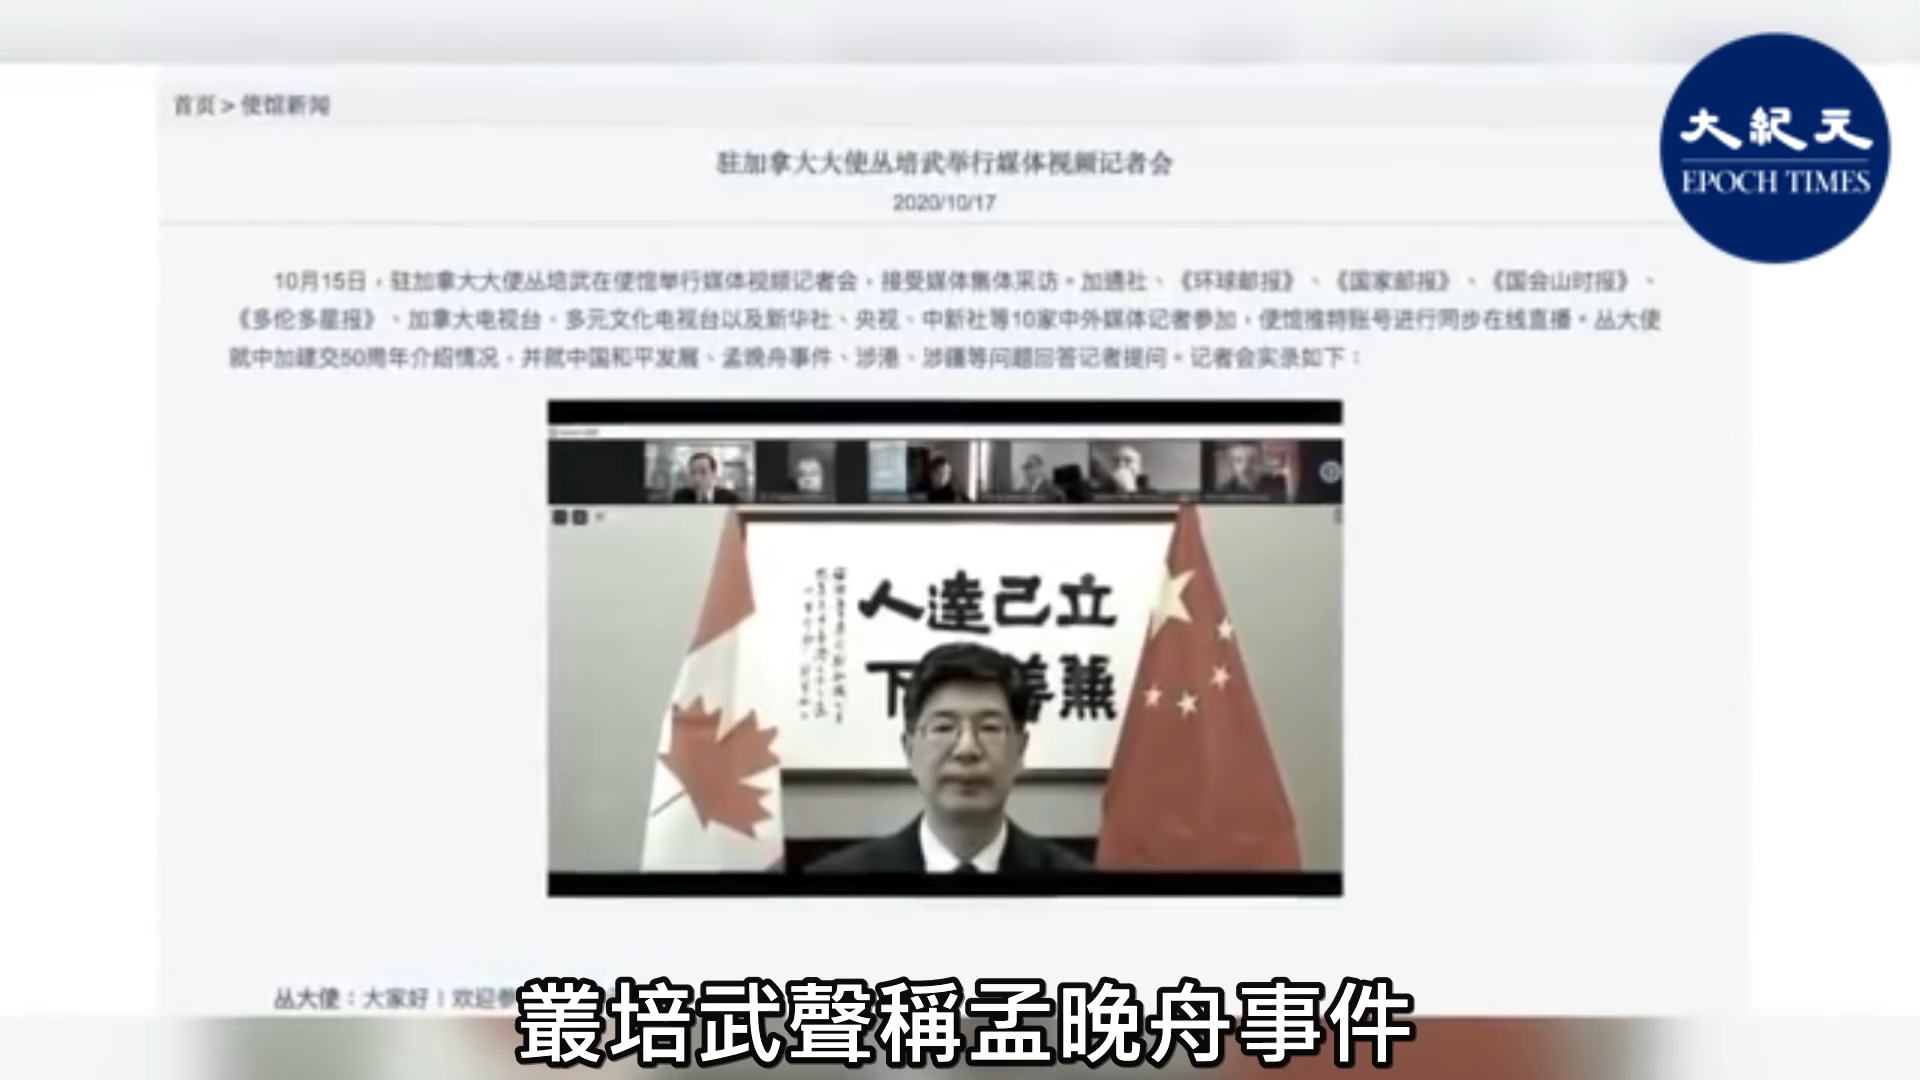 首页 > 使馆新闻
大紀元
EPOCH TIMES
驻加拿大大使丛培武举行媒体视频记者会
2020/10/17
10月15日，驻加拿大大使丛培武在使馆举行媒体视频记者会，接受媒体集体采访。加通社、《环球邮报》、《国家邮报》、《国会山时报》、
《多伦多星报》、加拿大电视台、多元文化电视台以及新华社、央视、中新社等10家中外媒体记者参加，使馆推特账号进行同步在线直播。丛大使
就中加建交50周年介绍情况，并就中国和平发展、孟晚舟事件、涉港、涉疆等问题回答记者提问。记者会实录如下：
人達己立
下 善兼
丛大使：大家好！欢迎参
叢培武聲稱孟晚舟事件